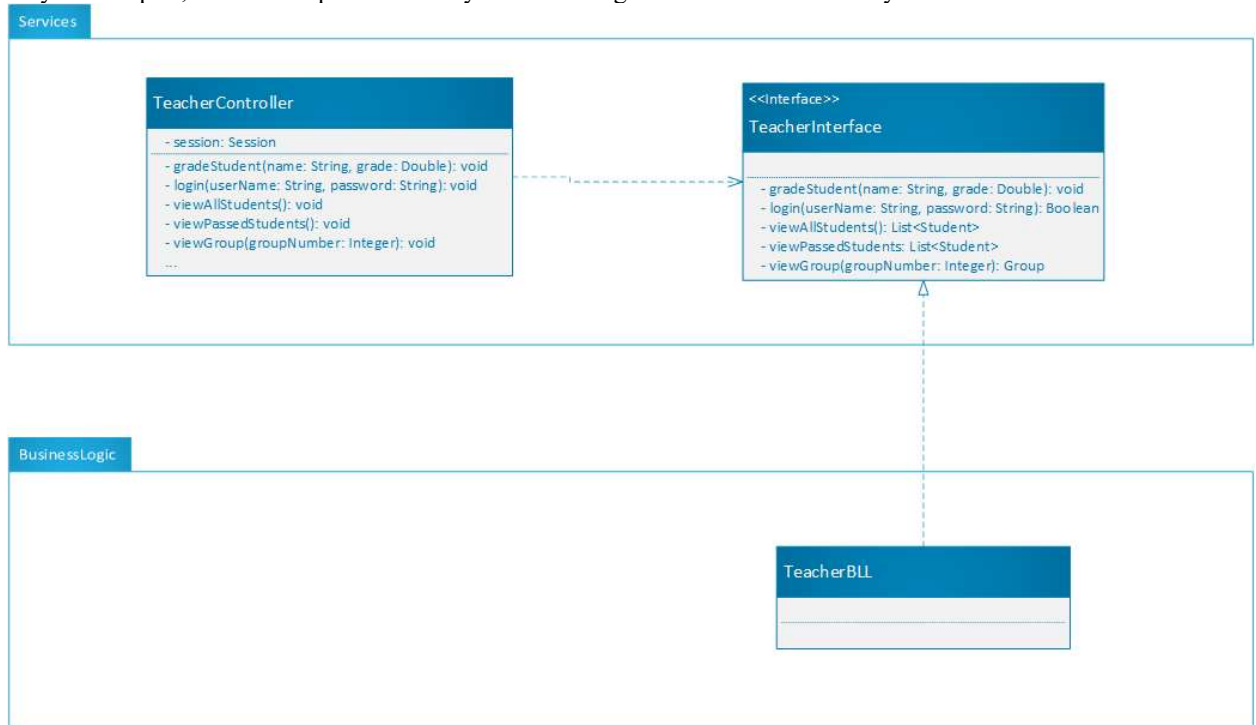 Services
TeacherController
- session: Session
- gradeStudent(name: String, grade: Double): void
- login(userName: String, password: String): void
- viewAllStudents(): void
- viewPassedStudents(): void
- viewGroup(groupNumber: Integer): void
...
<<Interface>>
TeacherInterface
- gradeStudent(name: String, grade: Double): void
- login(userName: String, password: String): Boolean
- viewAllStudents(): List<Student>
- viewPassedStudents: List<Student>
- viewGroup(groupNumber: Integer): Group
BusinessLogic
TeacherBLL